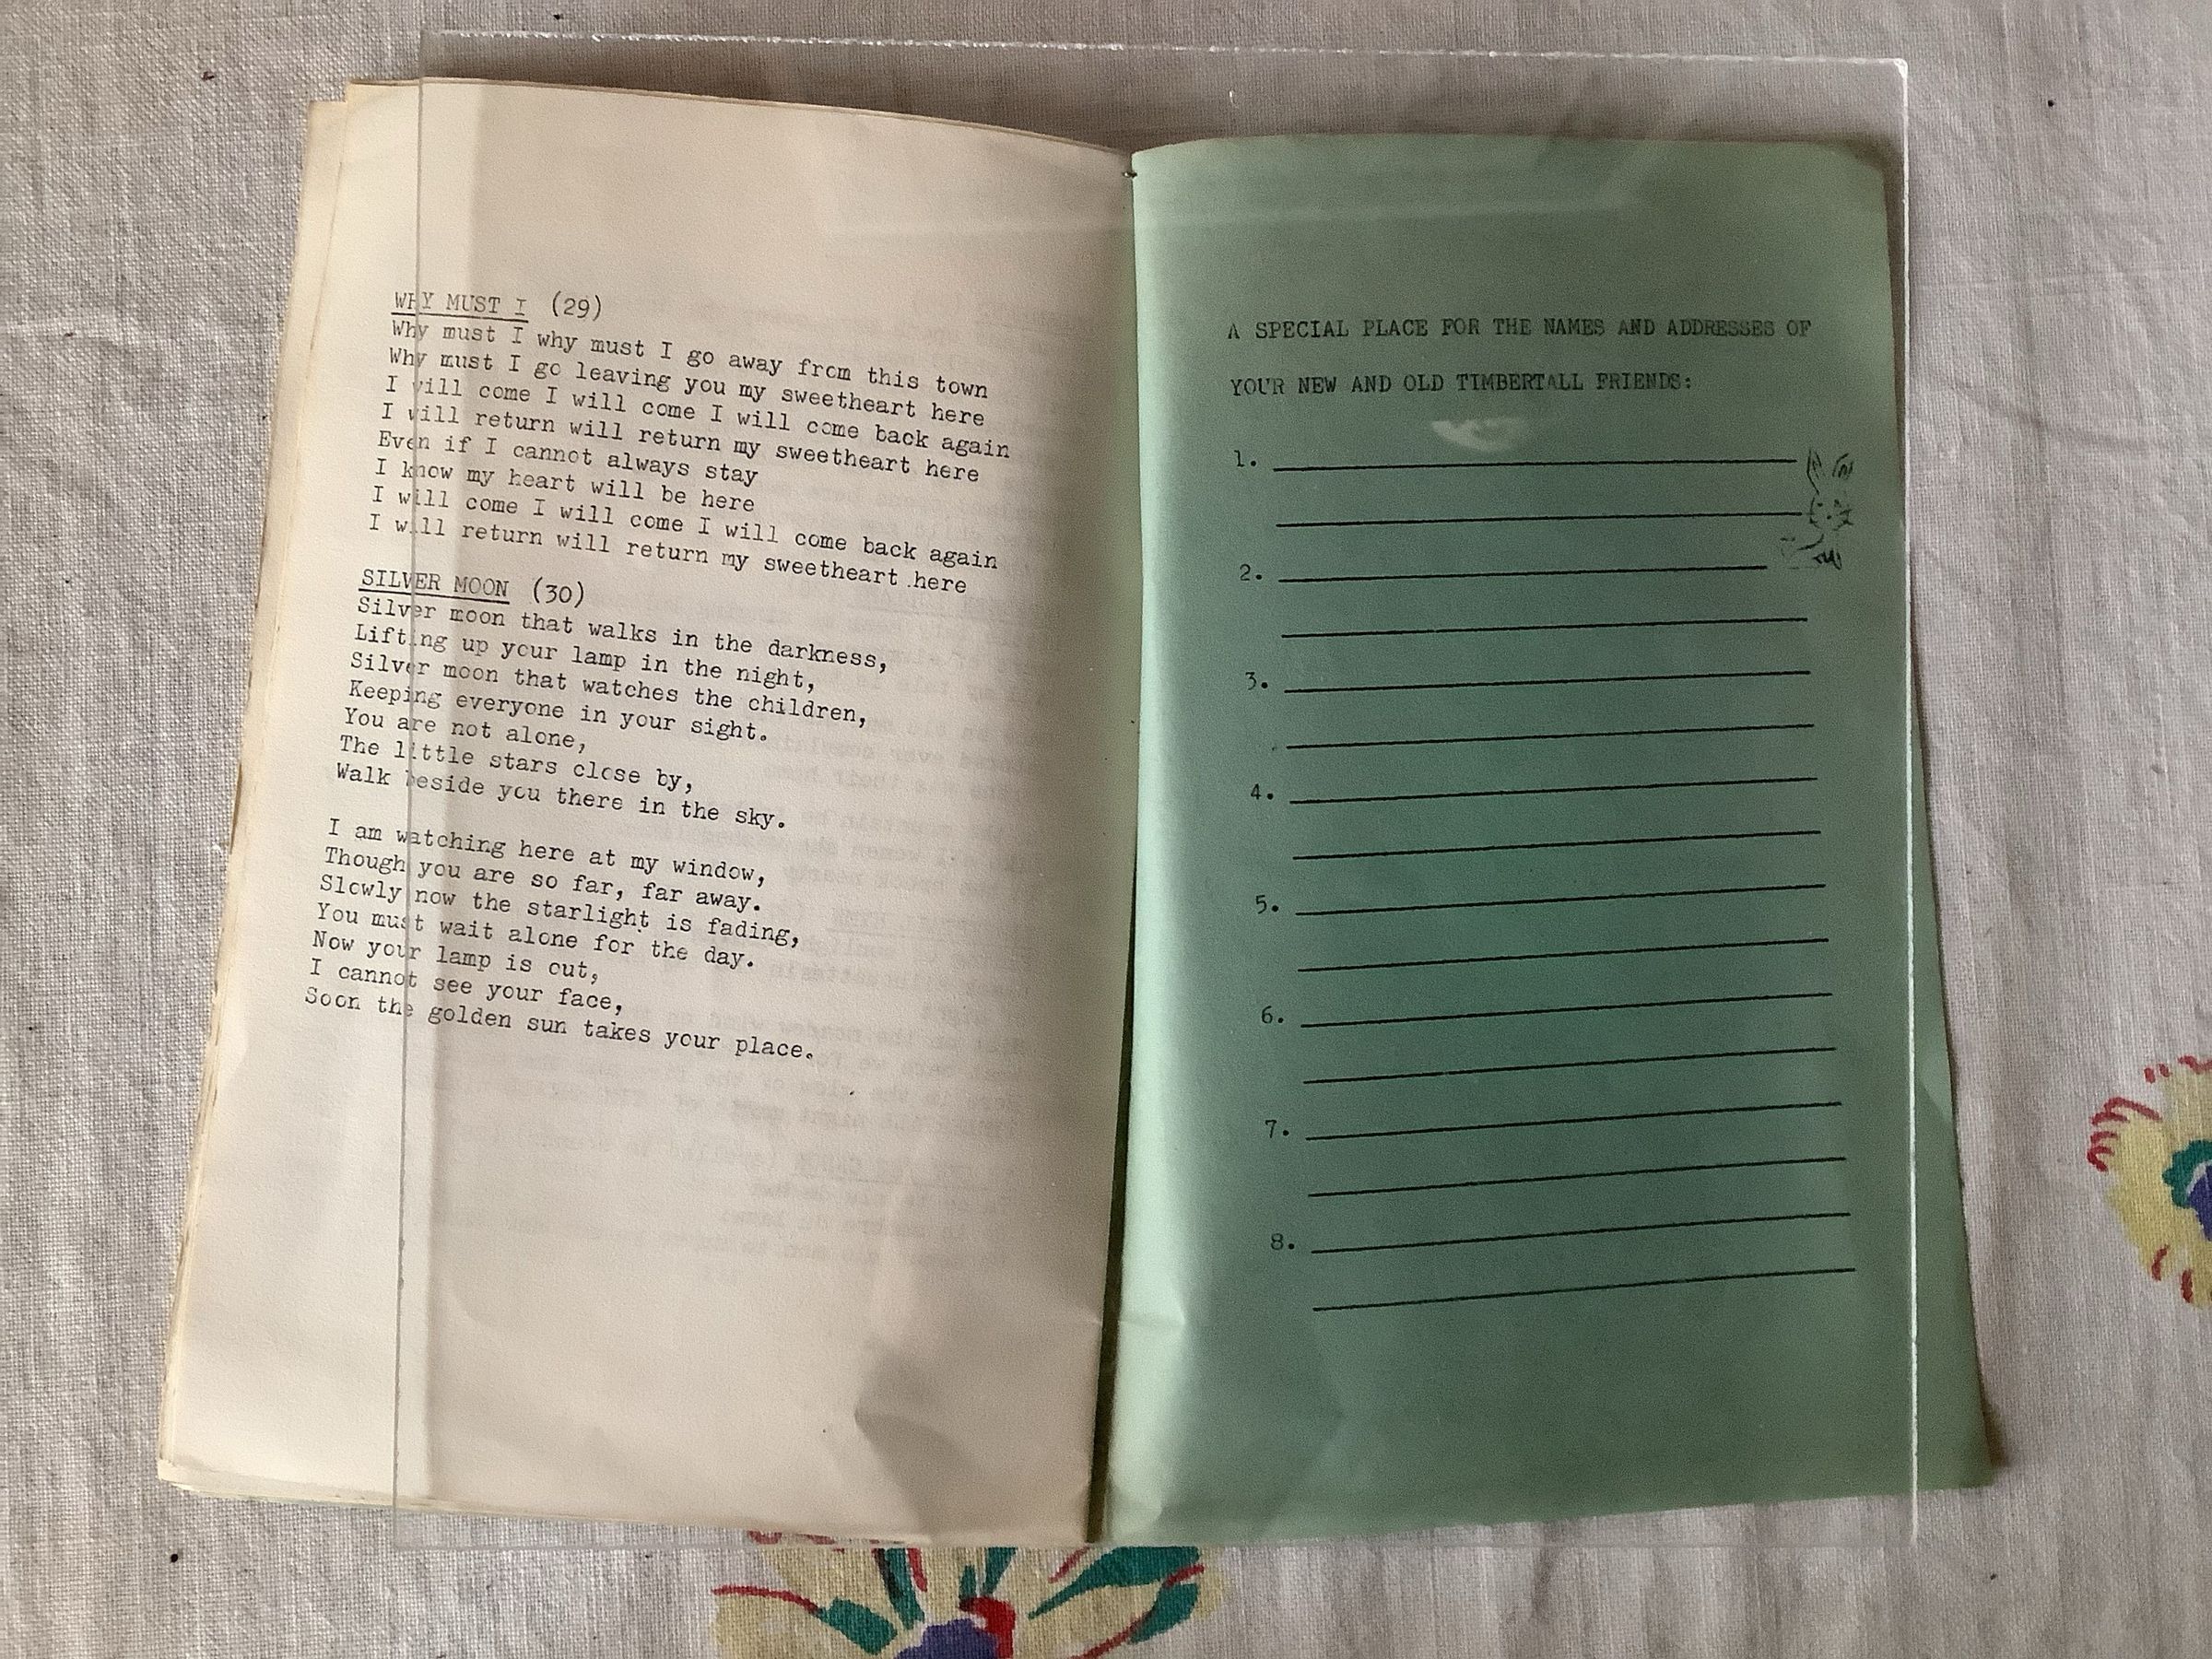 WHY MUST I (29)
Why must I why must I go away from this town
Why must I go leaving you my sweetheart here
I will come I will come I will come back again
I will return will return my sweetheart here
Even if I cannot always stay
I know my heart will be here
I will come I will come I will come back again
I will return will return my sweetheart here
SILVER MOON (30)
Silver moon that walks in the darkness,
Lifting up your lamp in the night,
Silver moon that watches the children,
Keeping everyone in your sight.
You are not alone,
The little stars close by,
Walk beside you there in the sky.
I am watching here at my window,
Though you are so far, far away.
Slowly now the starlight is fading,
You must wait alone for the day.
Now your lamp is out,
I cannot see your face,
Soon the golden sun takes your place.
A SPECIAL PLACE FOR THE NAMES AND ADDRESSES OF
YOUR NEW AND OLD TIMBERTALL FRIENDS:
1.
2.
3.
4.
5.
6.
7.
8.